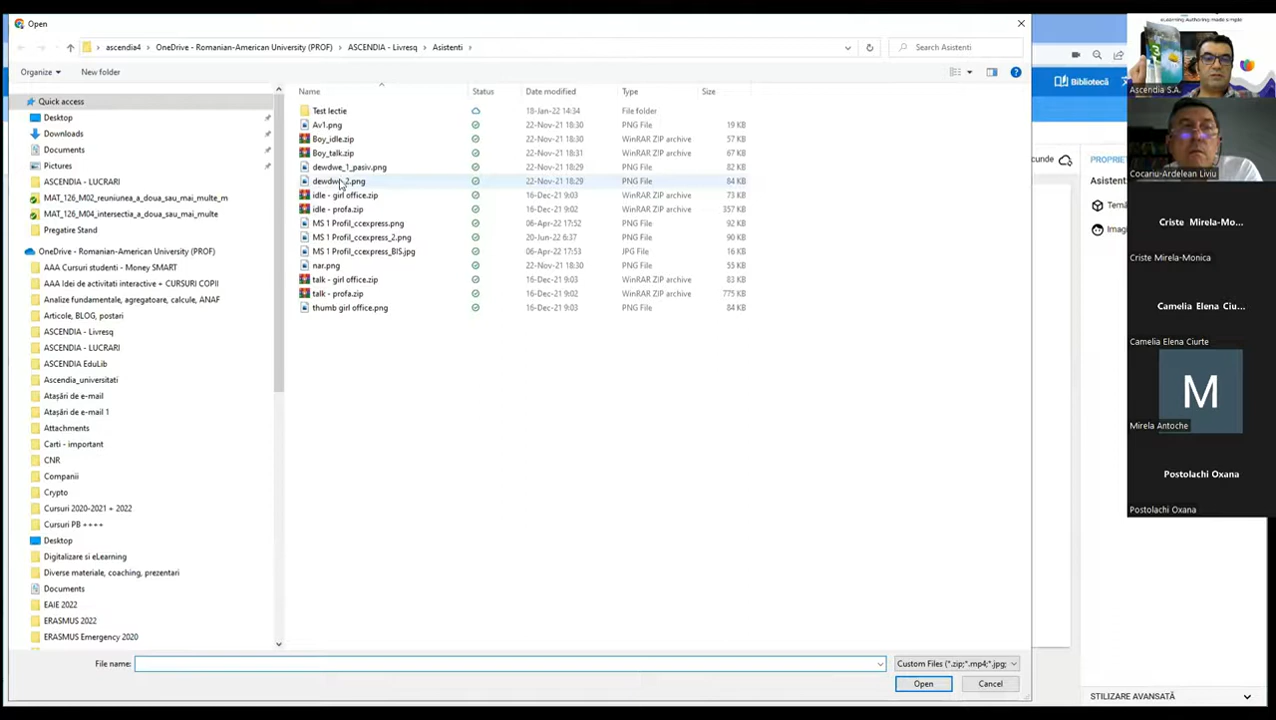 Open
ascendia4 > OneDrive - Romanian-American University (PROF) > ASCENDIA - Livresq > Asistenti >
Search Asistenti
Organize
New folder
Quick access
Desktop
Downloads
Documents
Pictures
ASCENDIA - LUCRARI
MAT_126_M02_reuniunea_a_doua_sau_mai_multe_m
MAT_126_M04_intersectia_a_doua_sau_mai_multe
Pregatire Stand
OneDrive - Romanian-American University (PROF)
AAA Cursuri studenti - Money SMART
AAA Idei de activitati interactive + CURSURI COPII
Analize fundamentale, agregatoare, calcule, ANAF
Articole, BLOG, postari
ASCENDIA - Livresq
ASCENDIA - LUCRARI
ASCENDIA EduLib
Ascendia_universitati
Atașări de e-mail
Atașări de e-mail 1
Attachments
Carti - important
CNR
Companii
Crypto
Cursuri 2020-2021 + 2022
Cursuri PB ++++
Desktop
Digitalizare si eLearning
Diverse materiale, coaching, prezentari
Documents
EAIE 2022
ERASMUS 2022
ERASMUS Emergency 2020
Name Status Date modified Type Size
Test lectie 18-Jan-22 14:34 File folder
Av1.png 22-Nov-21 18:30 PNG File 19 KB
Boy_idle.zip 22-Nov-21 18:30 WinRAR ZIP archive 57 KB
Boy_talk.zip 22-Nov-21 18:31 WinRAR ZIP archive 67 KB
dewdwe_1_pasiv.png 22-Nov-21 18:29 PNG File 82 KB
2.png 22-Nov-21 18:29 PNG File 84 KB
idle - girl office.zip 16-Dec-21 9:03 WinRAR ZIP archive 73 KB
idle - profa.zip 16-Dec-21 9:02 WinRAR ZIP archive 357 KB
MS 1 Profil_ccexpress.png 06-Apr-22 17:52 PNG File 92 KB
MS 1 Profil_ccexpress_2.png 20-Jun-22 6:37 PNG File 90 KB
MS 1 Profil_ccexpress_BIS.jpg 06-Apr-22 17:53 JPG File 16 KB
nar.png 22-Nov-21 18:30 PNG File 55 KB
talk - girl office.zip 16-Dec-21 9:03 WinRAR ZIP archive 83 KB
talk - profa.zip 16-Dec-21 9:02 WinRAR ZIP archive 775 KB
thumb girl office.png 16-Dec-21 9:03 PNG File 84 KB
File name:
Custom Files (*.zip;*.mp4;*.jpg;
Open
Cancel
Bibliotecă
cunde
PROPRIET
Asistent
Temă
Imagi
STILIZARE AVANSATĂ
eLearning Authoring made simple
3
Ascendia S.A.
Cocariu-Ardelean Liviu
Criste Mirela-Mo...
Criste Mirela-Monica
Camelia Elena Ciu...
Camelia Elena Ciurte
M
Mirela Antoche
Postolachi Oxana
Postolachi Oxana